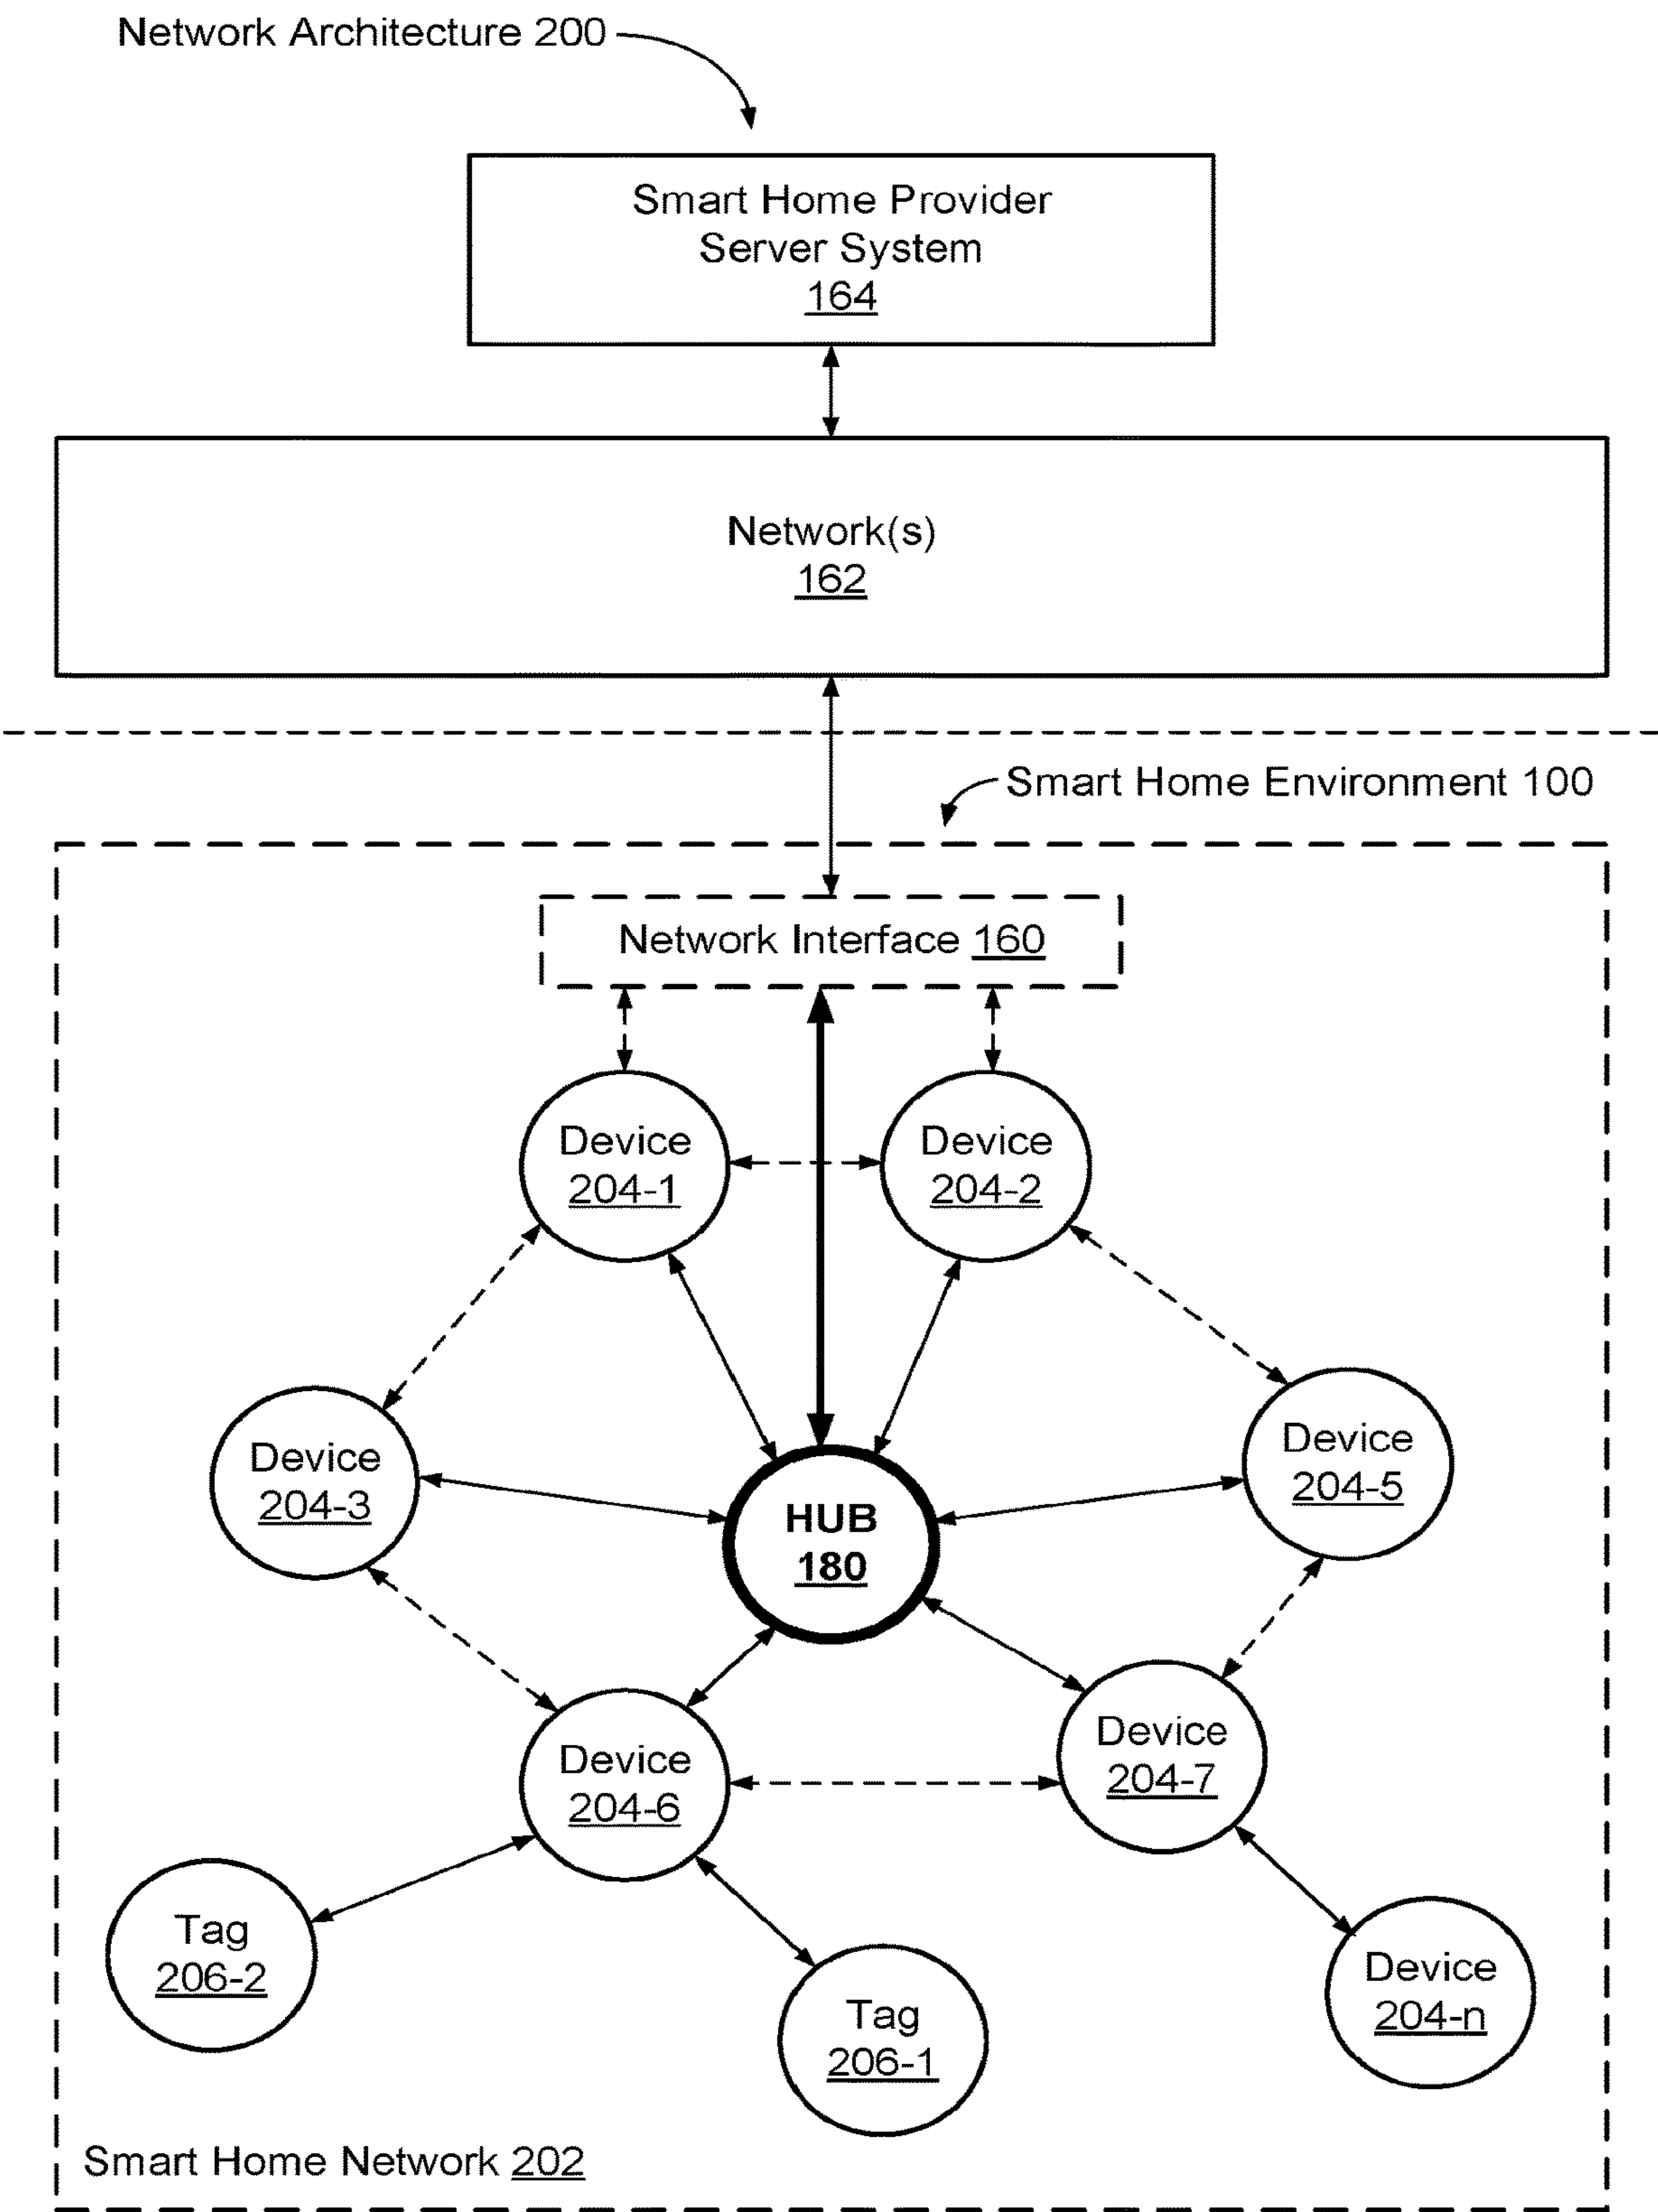 Network Architecture 200
Smart Home Provider
Server System
164
Network(s)
162
Smart Home Environment 100
Network Interface 160
Device
204-1
Device
204-2
Device
204-3
Device
204-5
HUB
180
Device
204-6
Device
204-7
Tag
206-2
Tag
206-1
Device
204-n
Smart Home Network 202